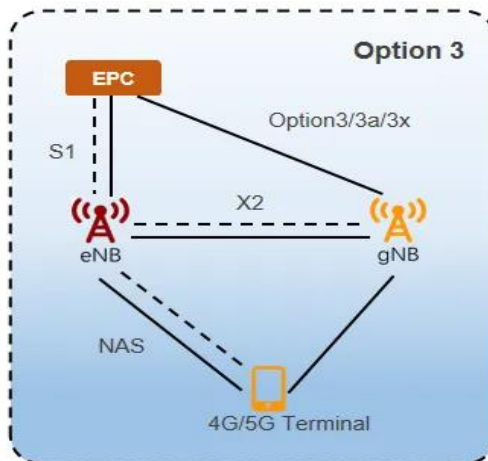 Option 3
EPC
Option3/3a/3x
S1
X2
eNB
gNB
NAS
4G/5G Terminal